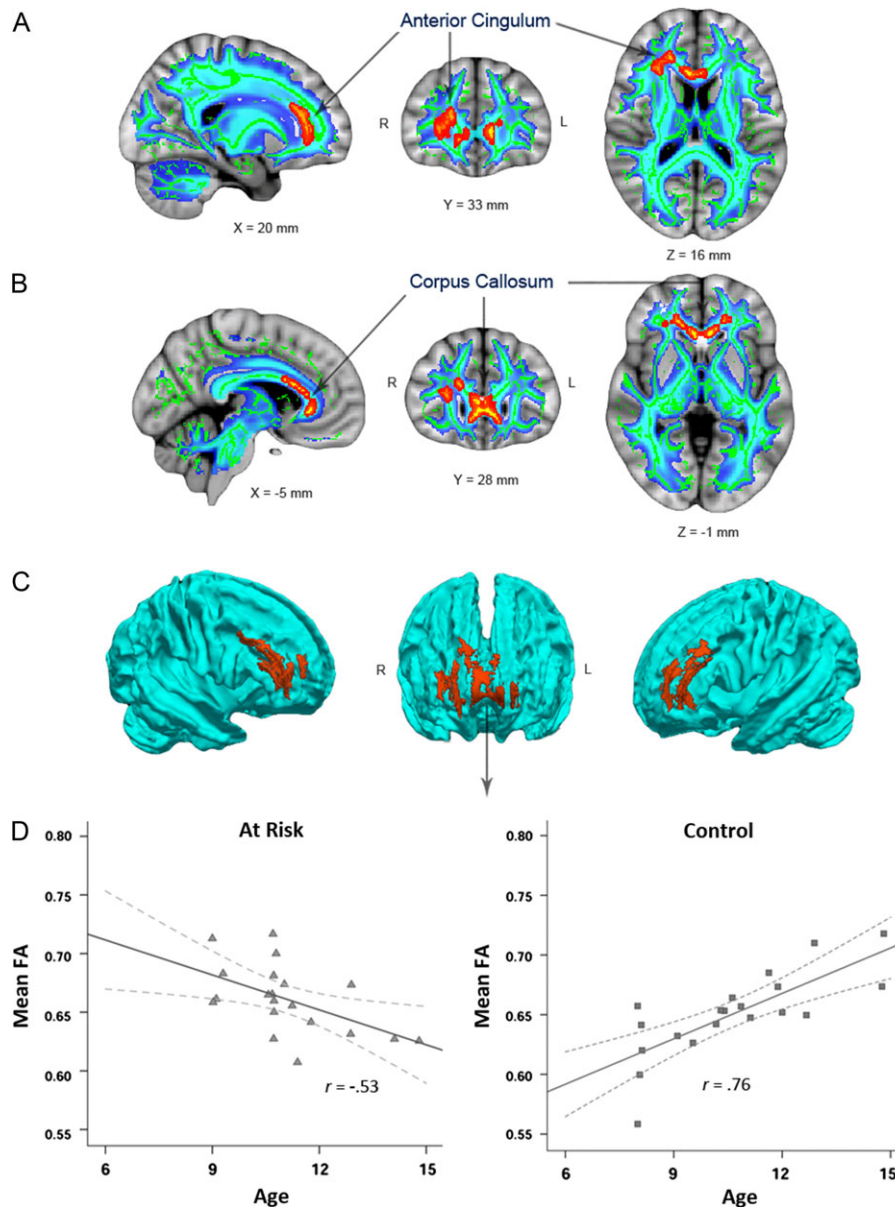 A
Anterior Cingulum
R
L
X = 20 mm
Y = 33 mm
Z = 16 mm
B
Corpus Callosum
R
L
X = -5 mm
Y = 28 mm
Z = -1 mm
C
R
L
D
At Risk
Control
0.80
0.75
0.70
0.65
0.60
0.55
Mean FA
r = -.53
6
9
12
15
Age
0.80
0.75
0.70
0.65
0.60
0.55
Mean FA
r = .76
6
9
12
15
Age